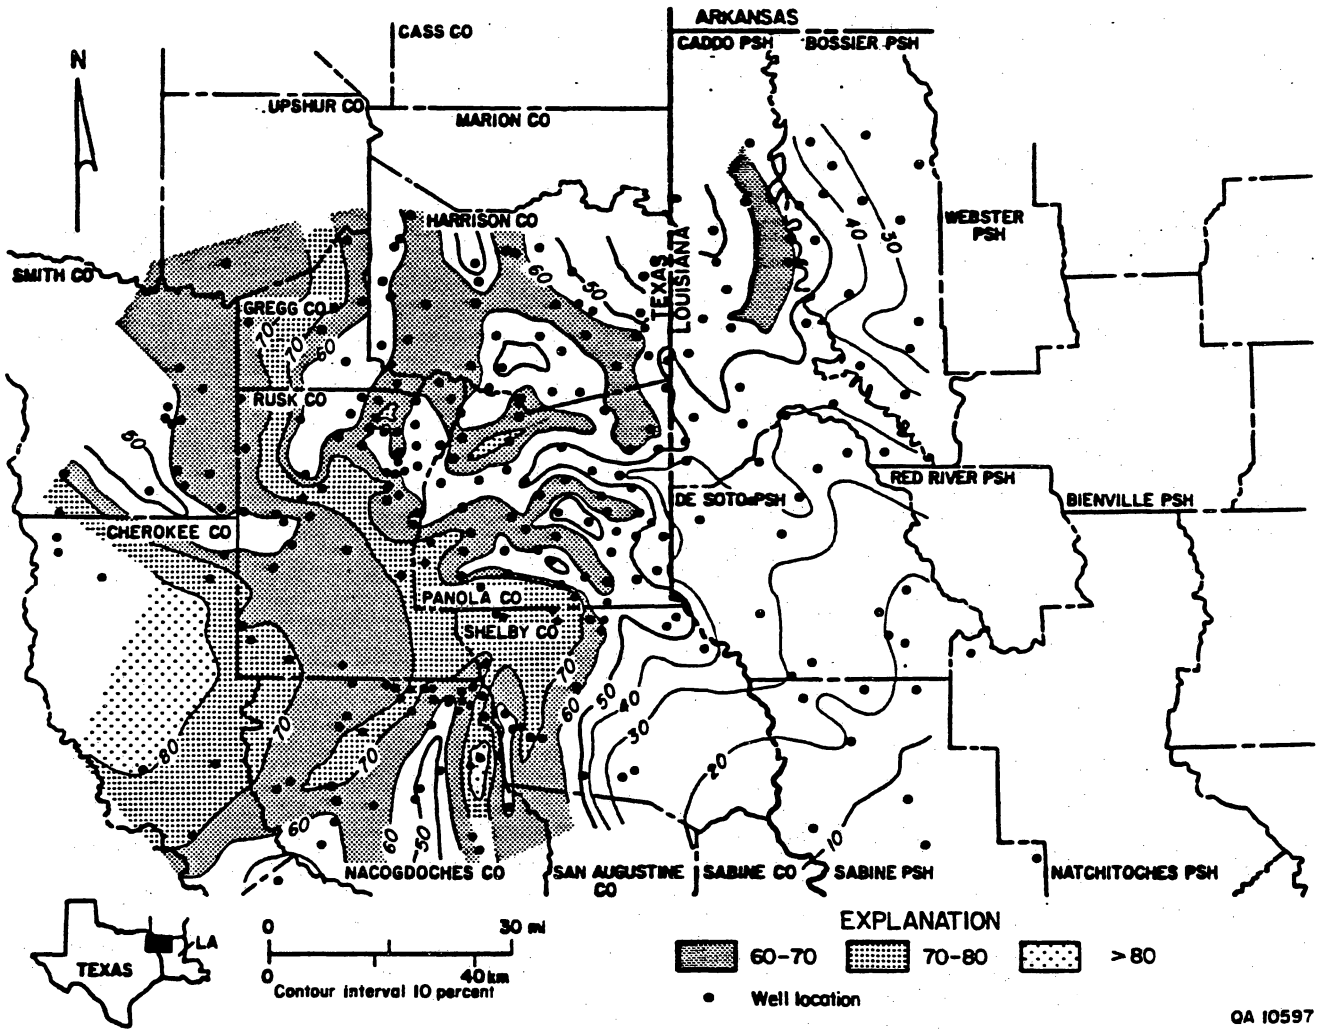 ARKANSAS
CASS CO
CADDO PSH
BOSSIER PSH
N
UPSHUR CO
MARION CO
HARRISON CO
WEBSTER
PSH
40
30
TEXAS
LOUISIANA
SMITH CO
60
50
GREGG CO
70
70
60
RUSK CO
50
RED RIVER PSH
DE SOTO PSH
BIENVILLE PSH
CHEROKEE CO
PANOLA CO
SHELBY CO
70
60
50
40
30
70
80
70
20
60
60
50
10
NACOGDOCHES CO
SAN AUGUSTINE
CO
SABINE CO
SABINE PSH
NATCHITOCHES PSH
LA
TEXAS
0
30 mi
0
40 km
Contour interval 10 percent
EXPLANATION
60-70
70-80
>80
Well location
QA 10597